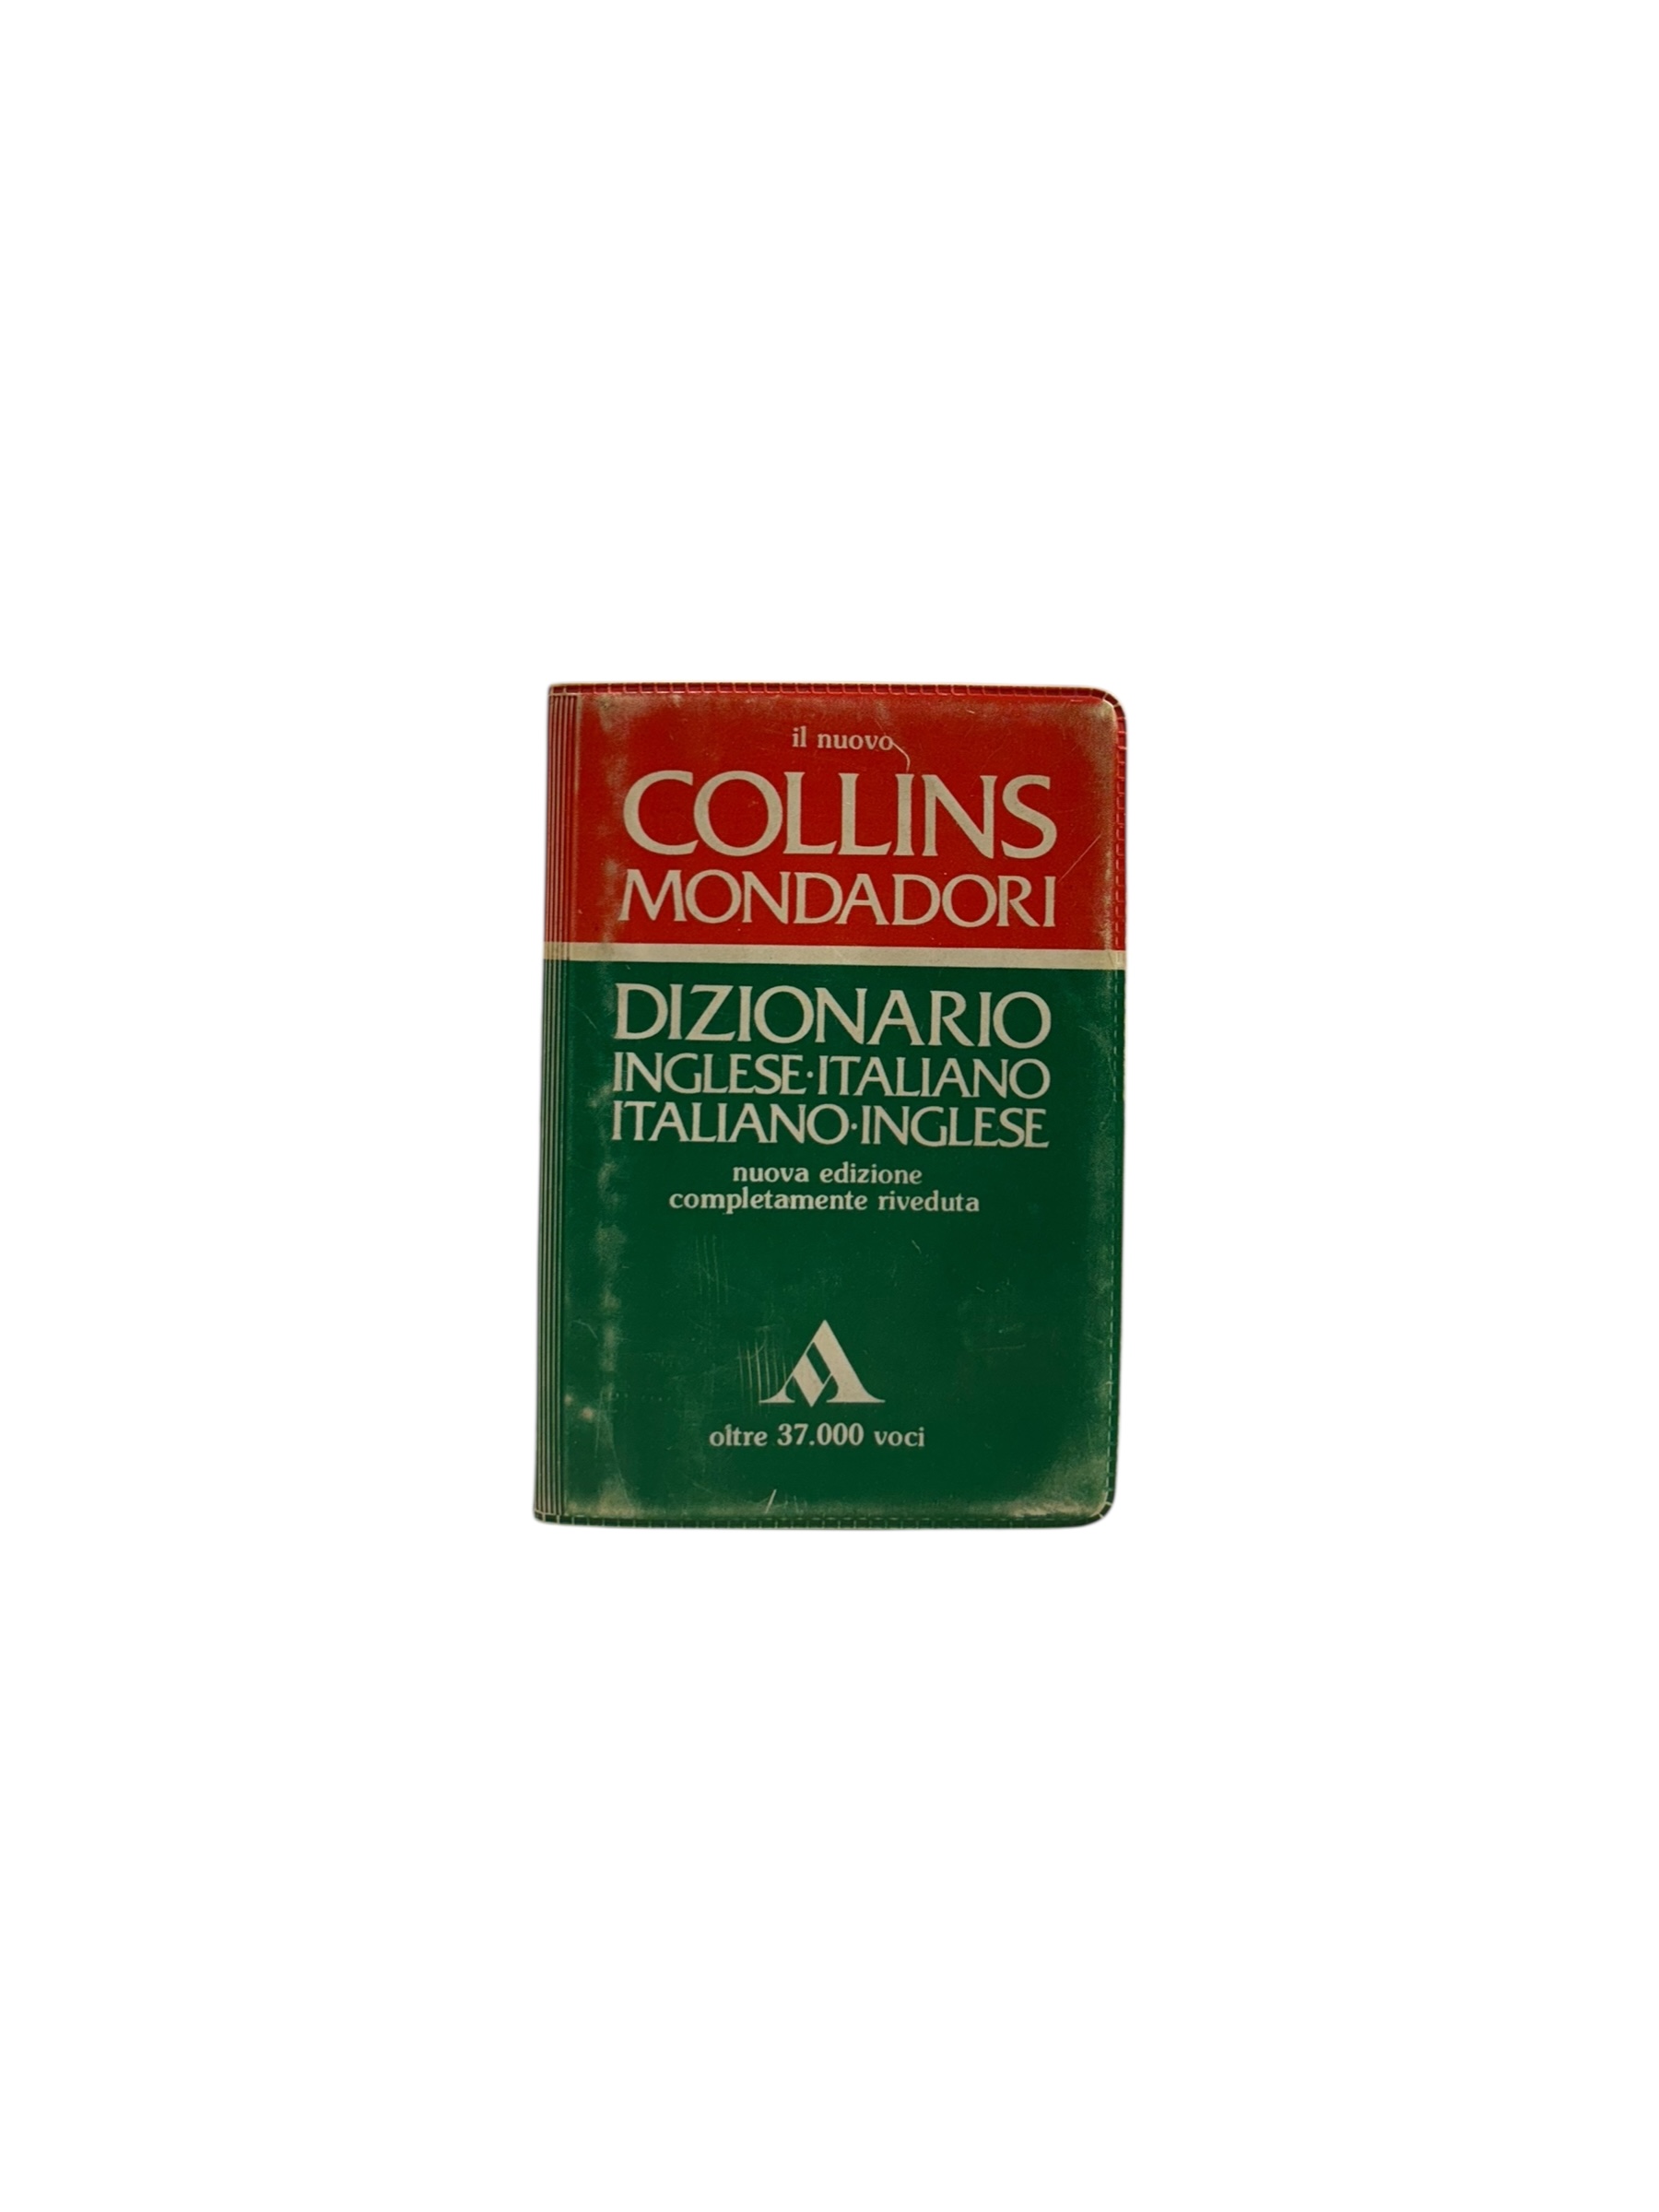 il nuovo
COLLINS
MONDADORI
DIZIONARIO
INGLESE·ITALIANO
ITALIANO·INGLESE
nuova edizione
completamente riveduta
oltre 37.000 voci